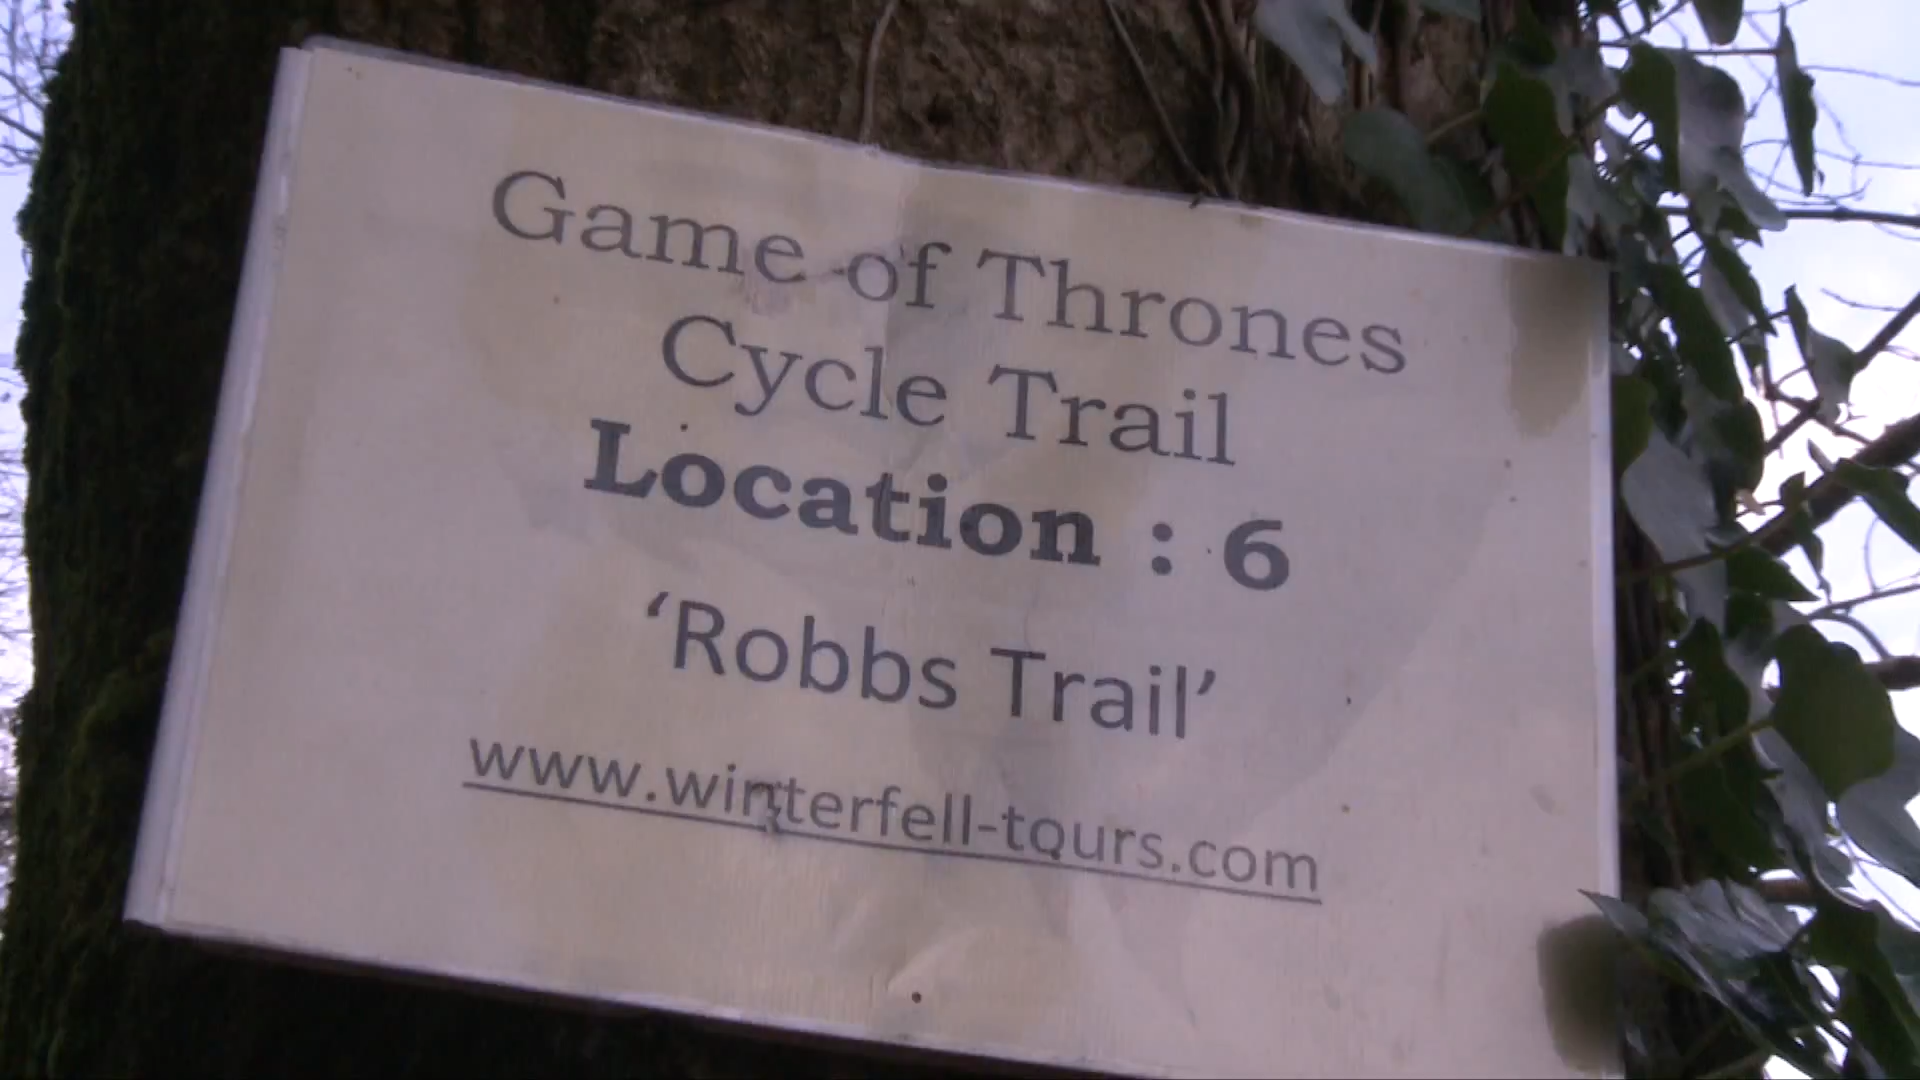 Game of Thrones
Cycle Trail
Location : 6
‘Robbs Trail’
www.winterfell-tours.com